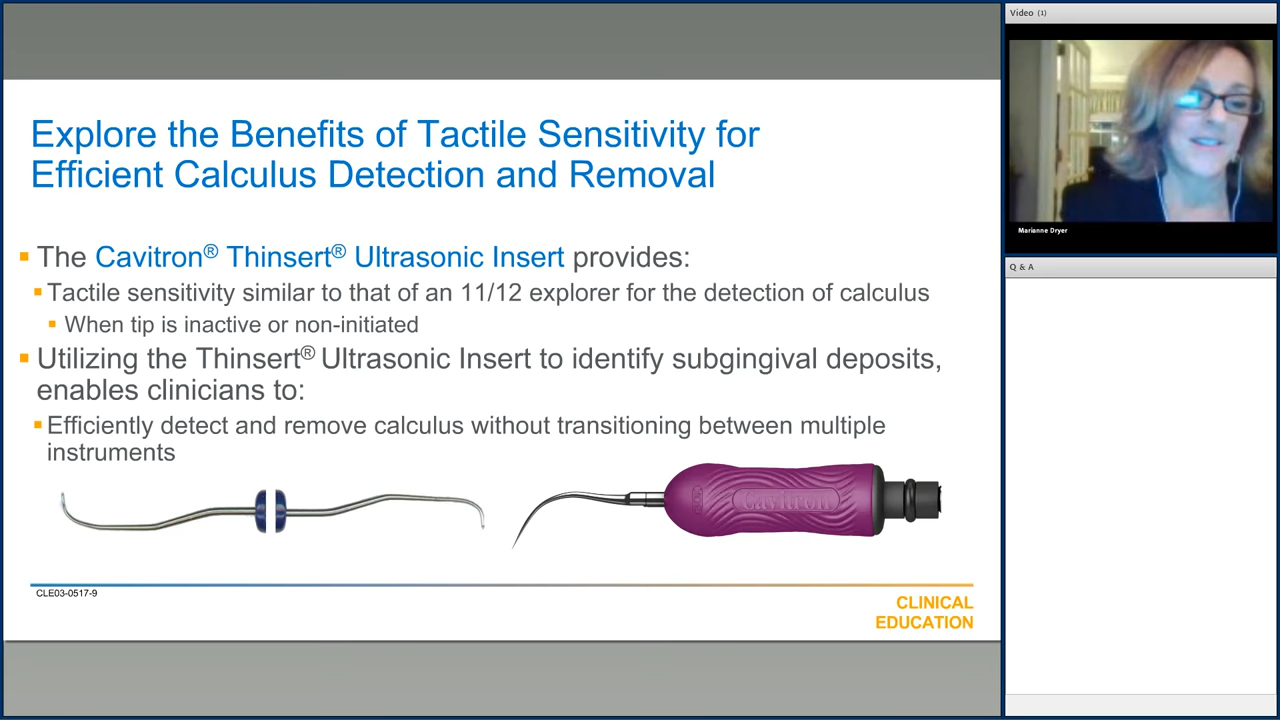 Explore the Benefits of Tactile Sensitivity for
Efficient Calculus Detection and Removal
The Cavitron® Thinsert® Ultrasonic Insert provides:
Tactile sensitivity similar to that of an 11/12 explorer for the detection of calculus
When tip is inactive or non-initiated
Utilizing the Thinsert® Ultrasonic Insert to identify subgingival deposits,
enables clinicians to:
Efficiently detect and remove calculus without transitioning between multiple
instruments
Cavitron
CLE03-0517-9
CLINICAL
EDUCATION
Video (1)
Marianne Dryer
Q & A